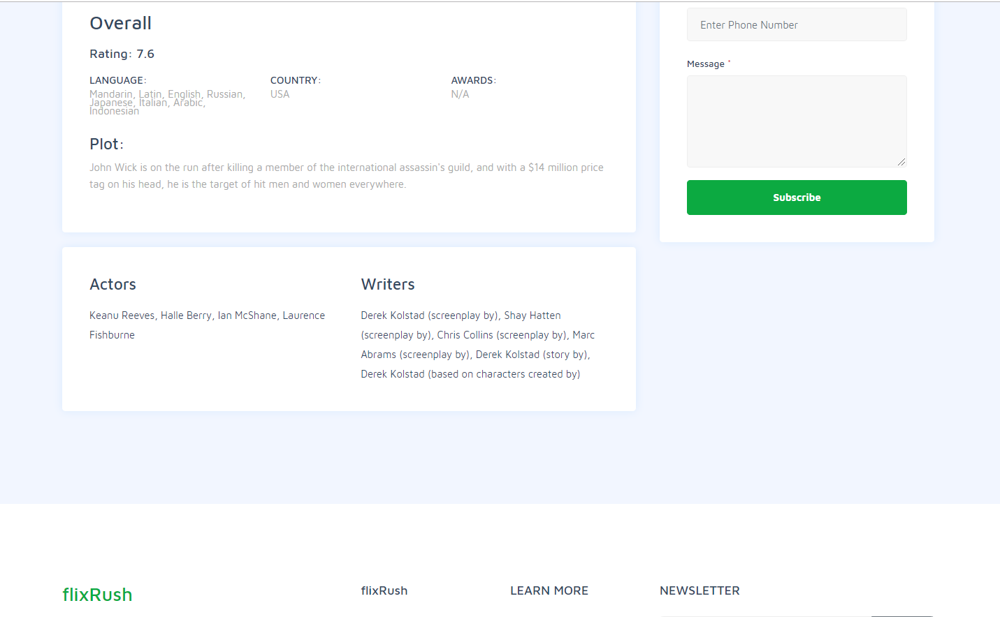 Overall
Rating: 7.6
LANGUAGE:
Mandarin, Latin, English, Russian,
Japanese, Italian, Arabic,
Indonesian
COUNTRY:
USA
AWARDS:
N/A
Plot:
John Wick is on the run after killing a member of the international assassin's guild, and with a $14 million price
tag on his head, he is the target of hit men and women everywhere.
Actors
Keanu Reeves, Halle Berry, Ian McShane, Laurence
Fishburne
Writers
Derek Kolstad (screenplay by), Shay Hatten
(screenplay by), Chris Collins (screenplay by), Marc
Abrams (screenplay by), Derek Kolstad (story by),
Derek Kolstad (based on characters created by)
Enter Phone Number
Message *
Subscribe
flixRush
flixRush
LEARN MORE
NEWSLETTER